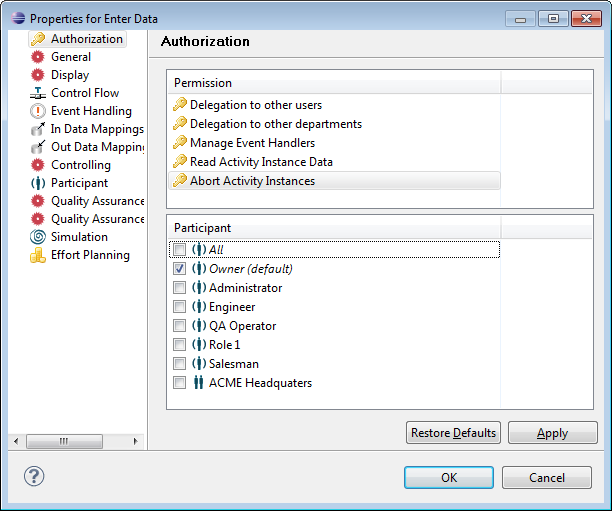 Properties for Enter Data
Authorization
General
Display
Control Flow
Event Handling
In Data Mappings
Out Data Mappin
Controlling
Participant
Quality Assurance
Quality Assurance
Simulation
Effort Planning
Authorization
Permission
Delegation to other users
Delegation to other departments
Manage Event Handlers
Read Activity Instance Data
Abort Activity Instances
Participant
All
Owner (default)
Administrator
Engineer
QA Operator
Role 1
Salesman
ACME Headquaters
Restore Defaults
Apply
?
OK
Cancel